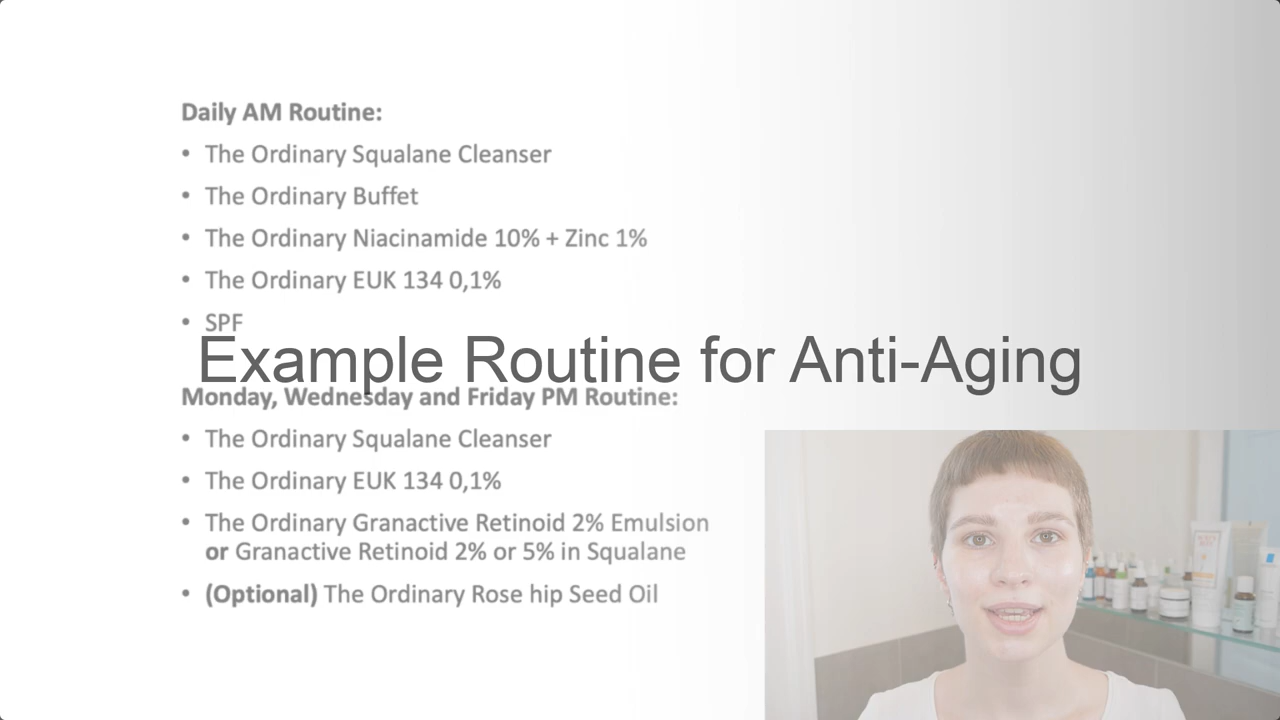 Daily AM Routine:
• The Ordinary Squalane Cleanser
• The Ordinary Buffet
• The Ordinary Niacinamide 10% + Zinc 1%
• The Ordinary EUK 134 0,1%
• SPF
Example Routine for Anti-Aging
Monday, Wednesday and Friday PM Routine:
• The Ordinary Squalane Cleanser
• The Ordinary EUK 134 0,1%
• The Ordinary Granactive Retinoid 2% Emulsion
or Granactive Retinoid 2% or 5% in Squalane
• (Optional) The Ordinary Rose hip Seed Oil